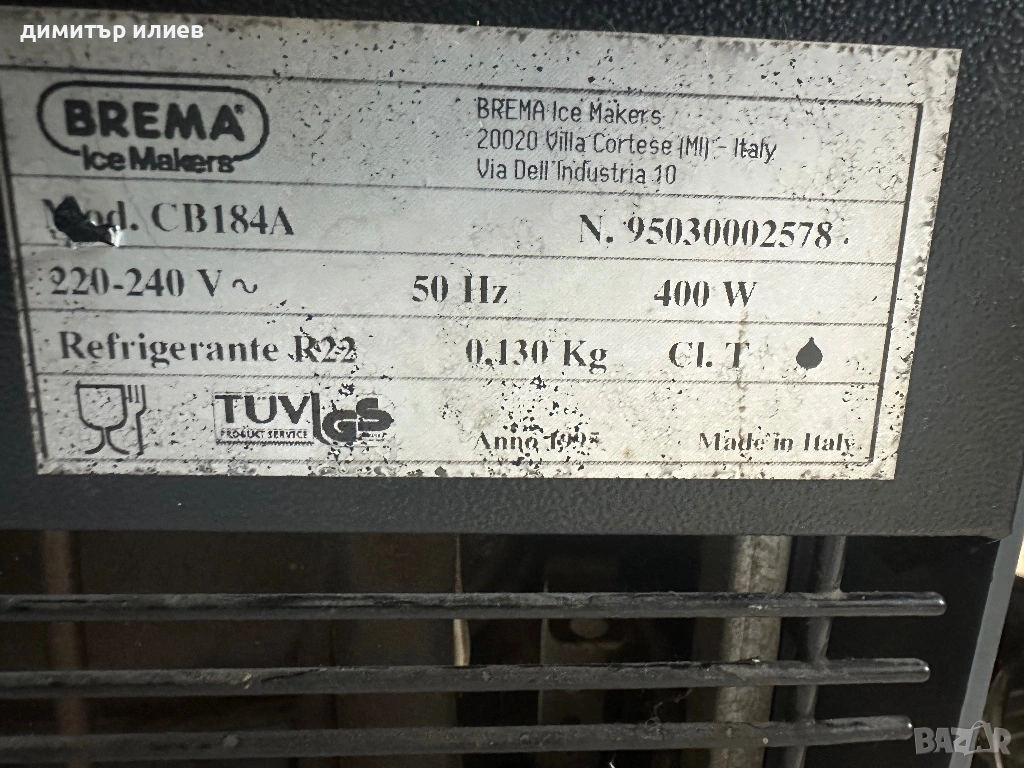 димитър илиев
BREMA®
Ice Makers
BREMA Ice Makers
20020 Villa Cortese (MI) - Italy
Via Dell'Industria 10
Mod. CB184A N. 95030002578
220-240 V ~ 50 Hz 400 W
Refrigerante R22 0,130 Kg Cl. T
TUV GS
PRODUCT SERVICE
Anno Made in Italy
BAZAR